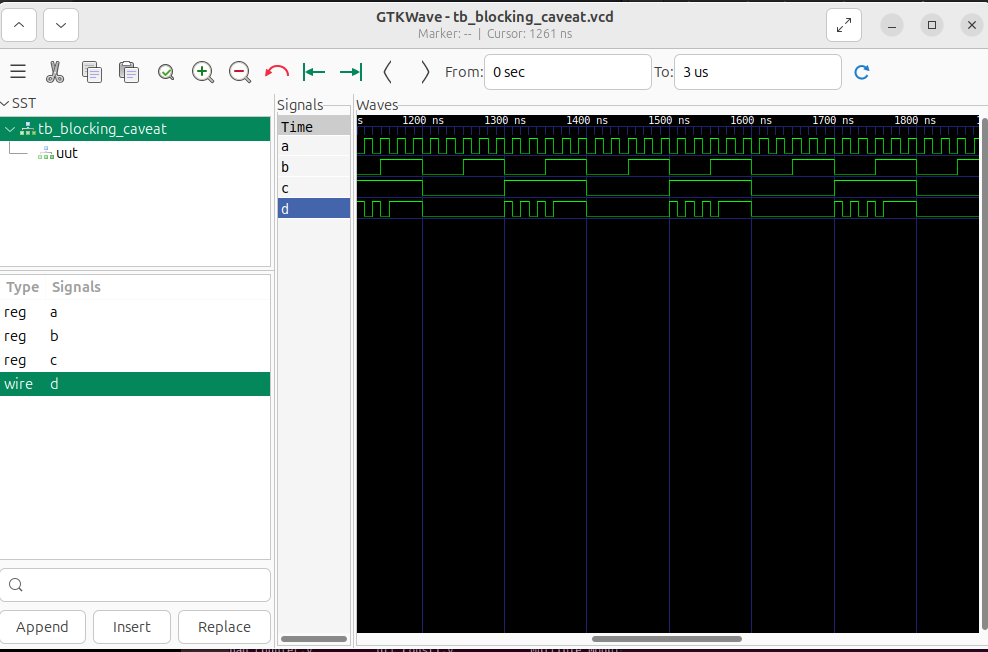 GTKWave - tb_blocking_caveat.vcd
Marker: -- | Cursor: 1261 ns
From: 0 sec
To: 3 us
SST
tb_blocking_caveat
uut
Type Signals
reg a
reg b
reg c
wire d
Append Insert Replace
Signals
Time
a
b
c
d
Waves
s 1200 ns 1300 ns 1400 ns 1500 ns 1600 ns 1700 ns 1800 ns